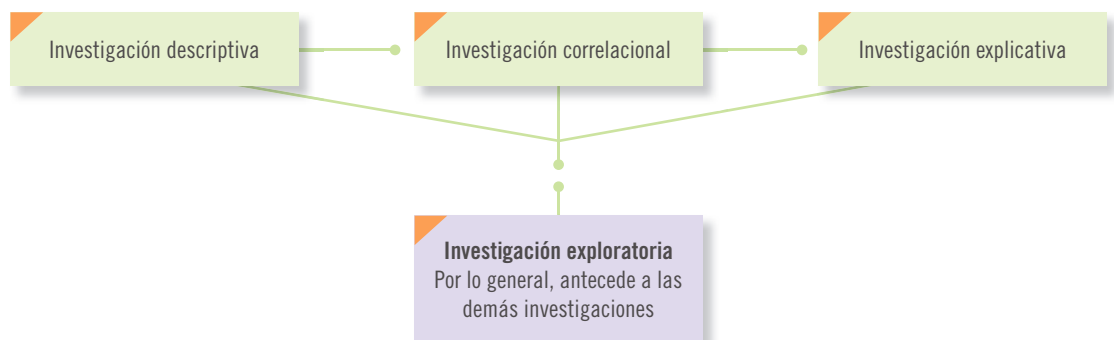 Investigación descriptiva
Investigación correlacional
Investigación explicativa
Investigación exploratoria
Por lo general, antecede a las
demás investigaciones